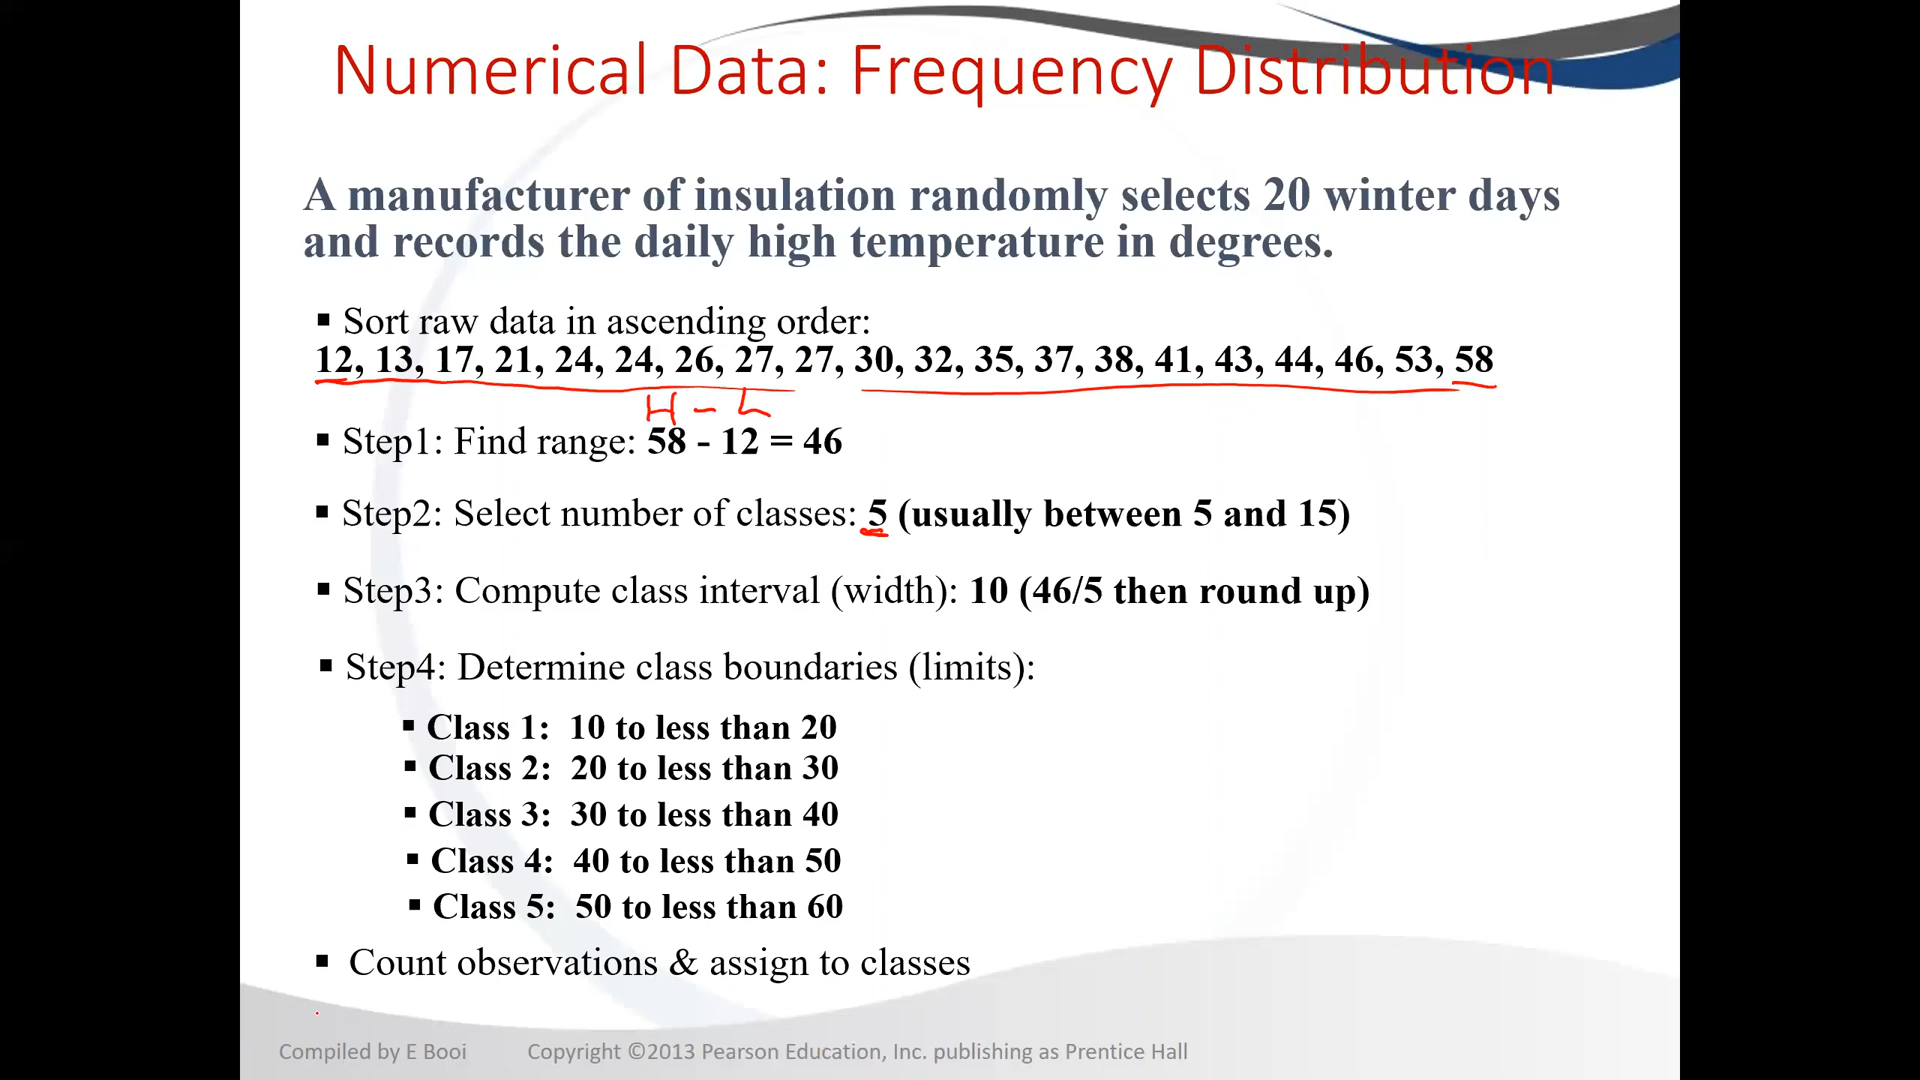 Numerical Data: Frequency Distribution
A manufacturer of insulation randomly selects 20 winter days
and records the daily high temperature in degrees.
▪ Sort raw data in ascending order:
12, 13, 17, 21, 24, 24, 26, 27, 27, 30, 32, 35, 37, 38, 41, 43, 44, 46, 53, 58
H - L
▪ Step1: Find range: 58 - 12 = 46
▪ Step2: Select number of classes: 5 (usually between 5 and 15)
▪ Step3: Compute class interval (width): 10 (46/5 then round up)
▪ Step4: Determine class boundaries (limits):
▪ Class 1: 10 to less than 20
▪ Class 2: 20 to less than 30
▪ Class 3: 30 to less than 40
▪ Class 4: 40 to less than 50
▪ Class 5: 50 to less than 60
▪ Count observations & assign to classes
Compiled by E Booi Copyright ©2013 Pearson Education, Inc. publishing as Prentice Hall